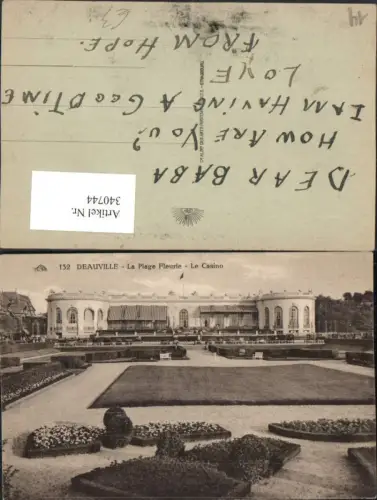 DEAR BABA
HOW ARE YOU?
I AM HAVING A GOOD TIME
LOVE
FROM HOPE.
Artikel Nr.
340744
152 DEAUVILLE - La Plage Fleurie - Le Casino